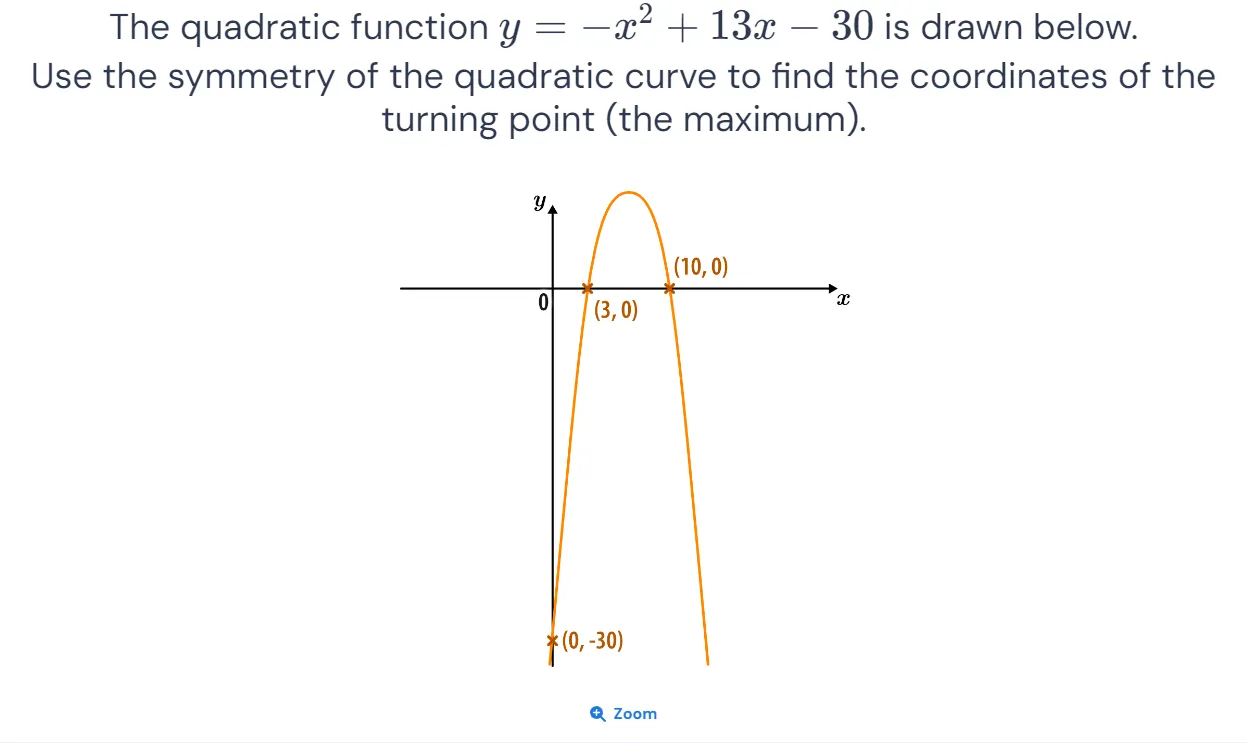 The quadratic function y = −x² + 13x − 30 is drawn below.
Use the symmetry of the quadratic curve to find the coordinates of the
turning point (the maximum).
y
(10, 0)
x
0
(3, 0)
(0, -30)
Zoom